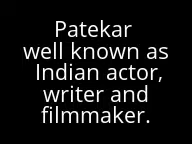 Patekar
well known as
Indian actor,
writer and
filmmaker.